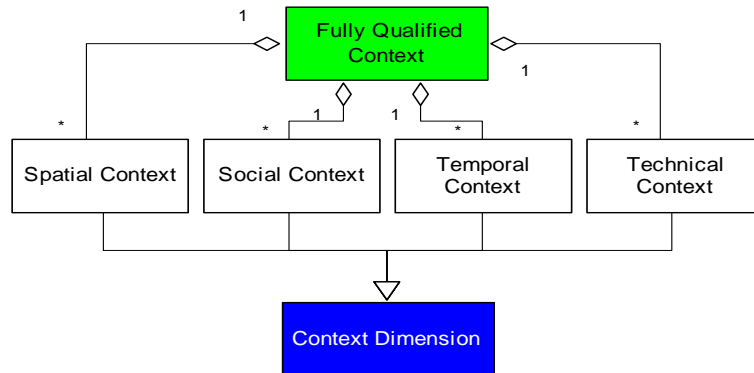 1
Fully Qualified
Context
1
1
1
*
*
*
*
Spatial Context
Social Context
Temporal
Context
Technical
Context
Context Dimension